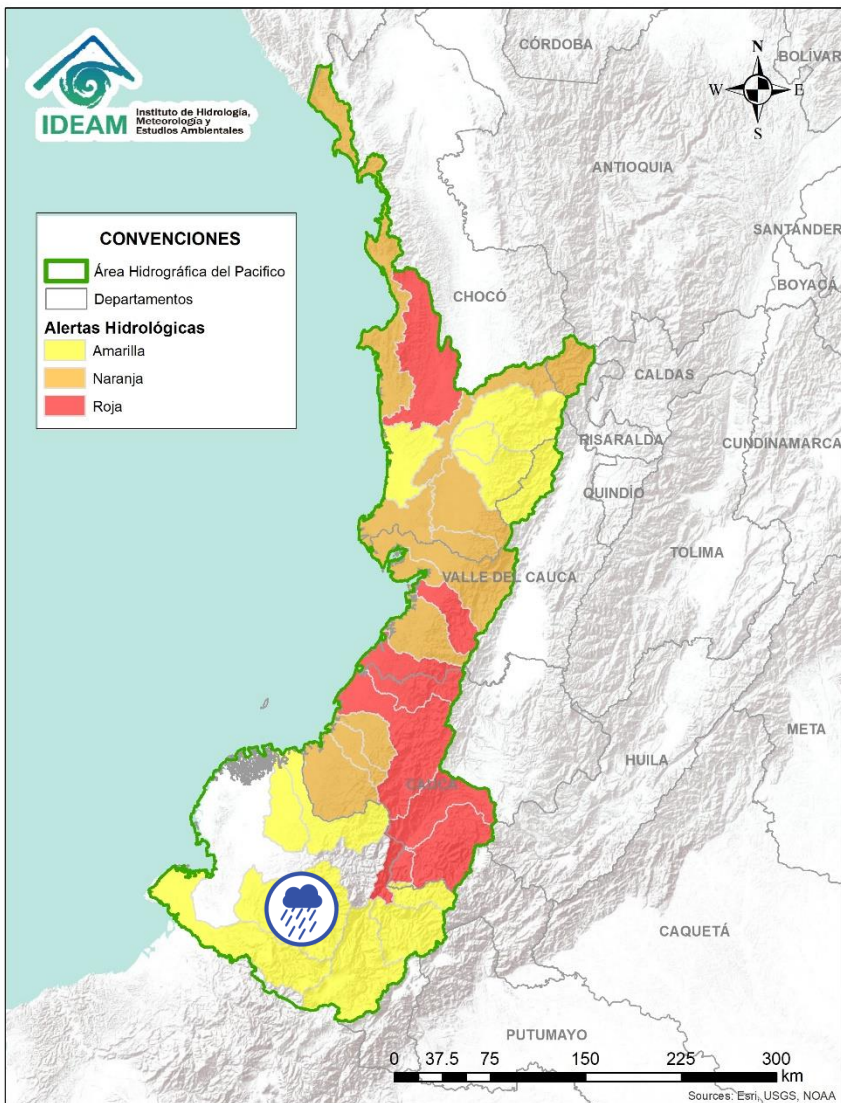 IDEAM
Instituto de Hidrología,
Meteorología y
Estudios Ambientales
N
W
E
S
CONVENCIONES
Área Hidrográfica del Pacifico
Departamentos
Alertas Hidrológicas
Amarilla
Naranja
Roja
CÓRDOBA
BOLÍVAR
ANTIOQUIA
SANTANDER
BOYACÁ
CHOCÓ
CALDAS
RISARALDA
CUNDINAMARCA
QUINDÍO
TOLIMA
VALLE DEL CAUCA
META
HUILA
CAUCA
CAQUETÁ
PUTUMAYO
0 37.5 75 150 225 300
km
Sources: Esri, USGS, NOAA